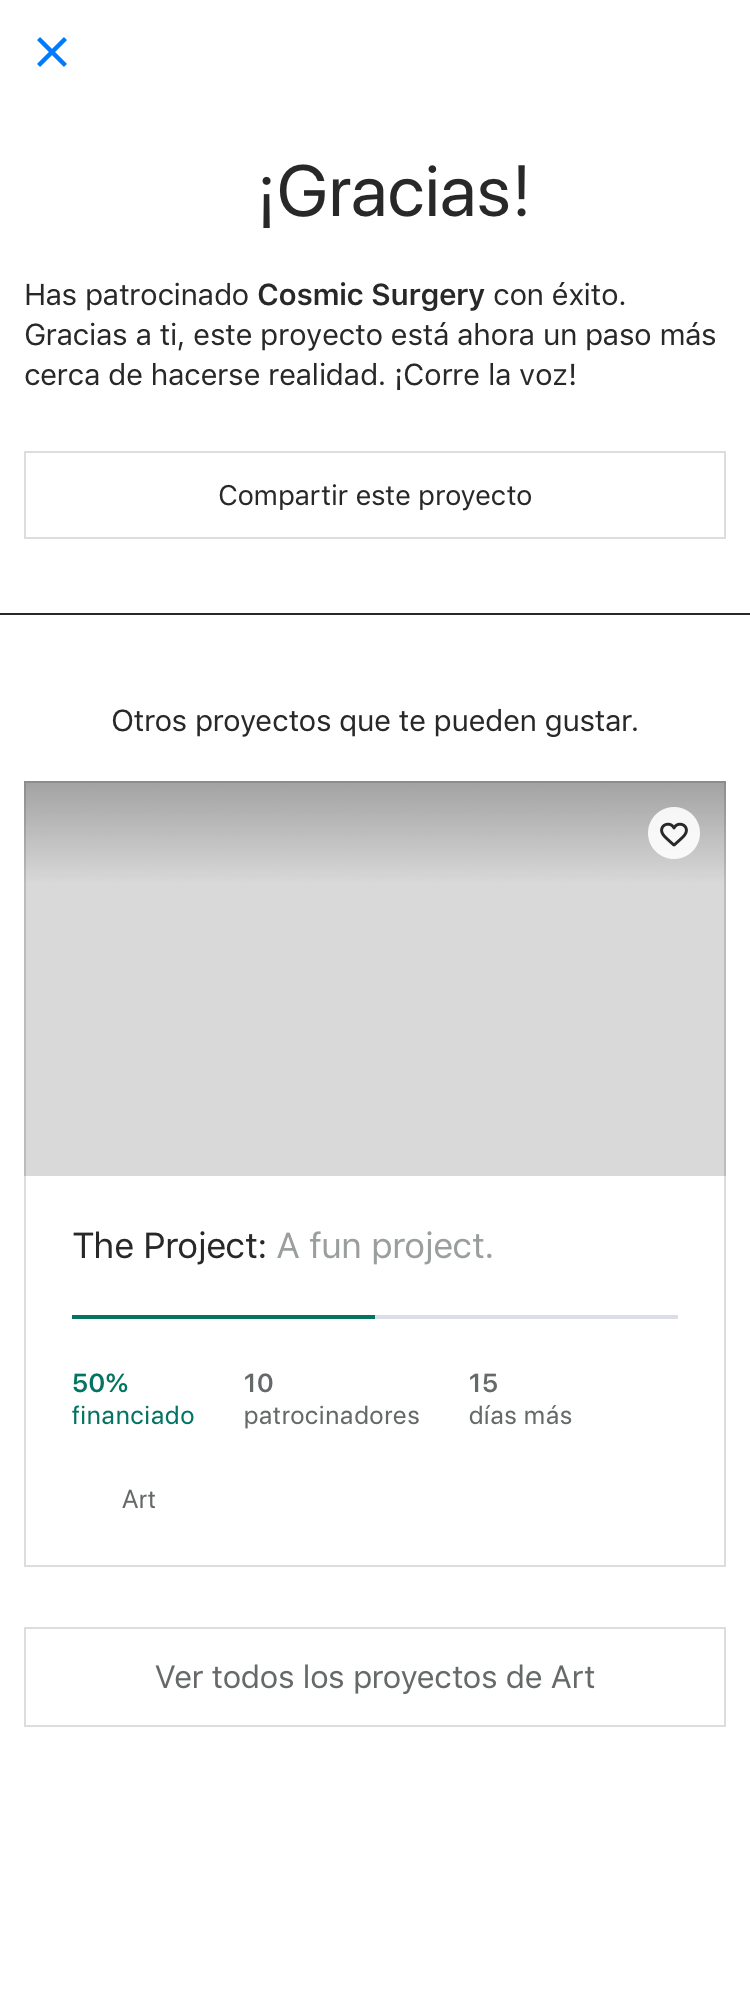 ¡Gracias!
Has patrocinado Cosmic Surgery con éxito.
Gracias a ti, este proyecto está ahora un paso más
cerca de hacerse realidad. ¡Corre la voz!
Compartir este proyecto
Otros proyectos que te pueden gustar.
The Project: A fun project.
50% 10 15
financiado patrocinadores días más
Art
Ver todos los proyectos de Art